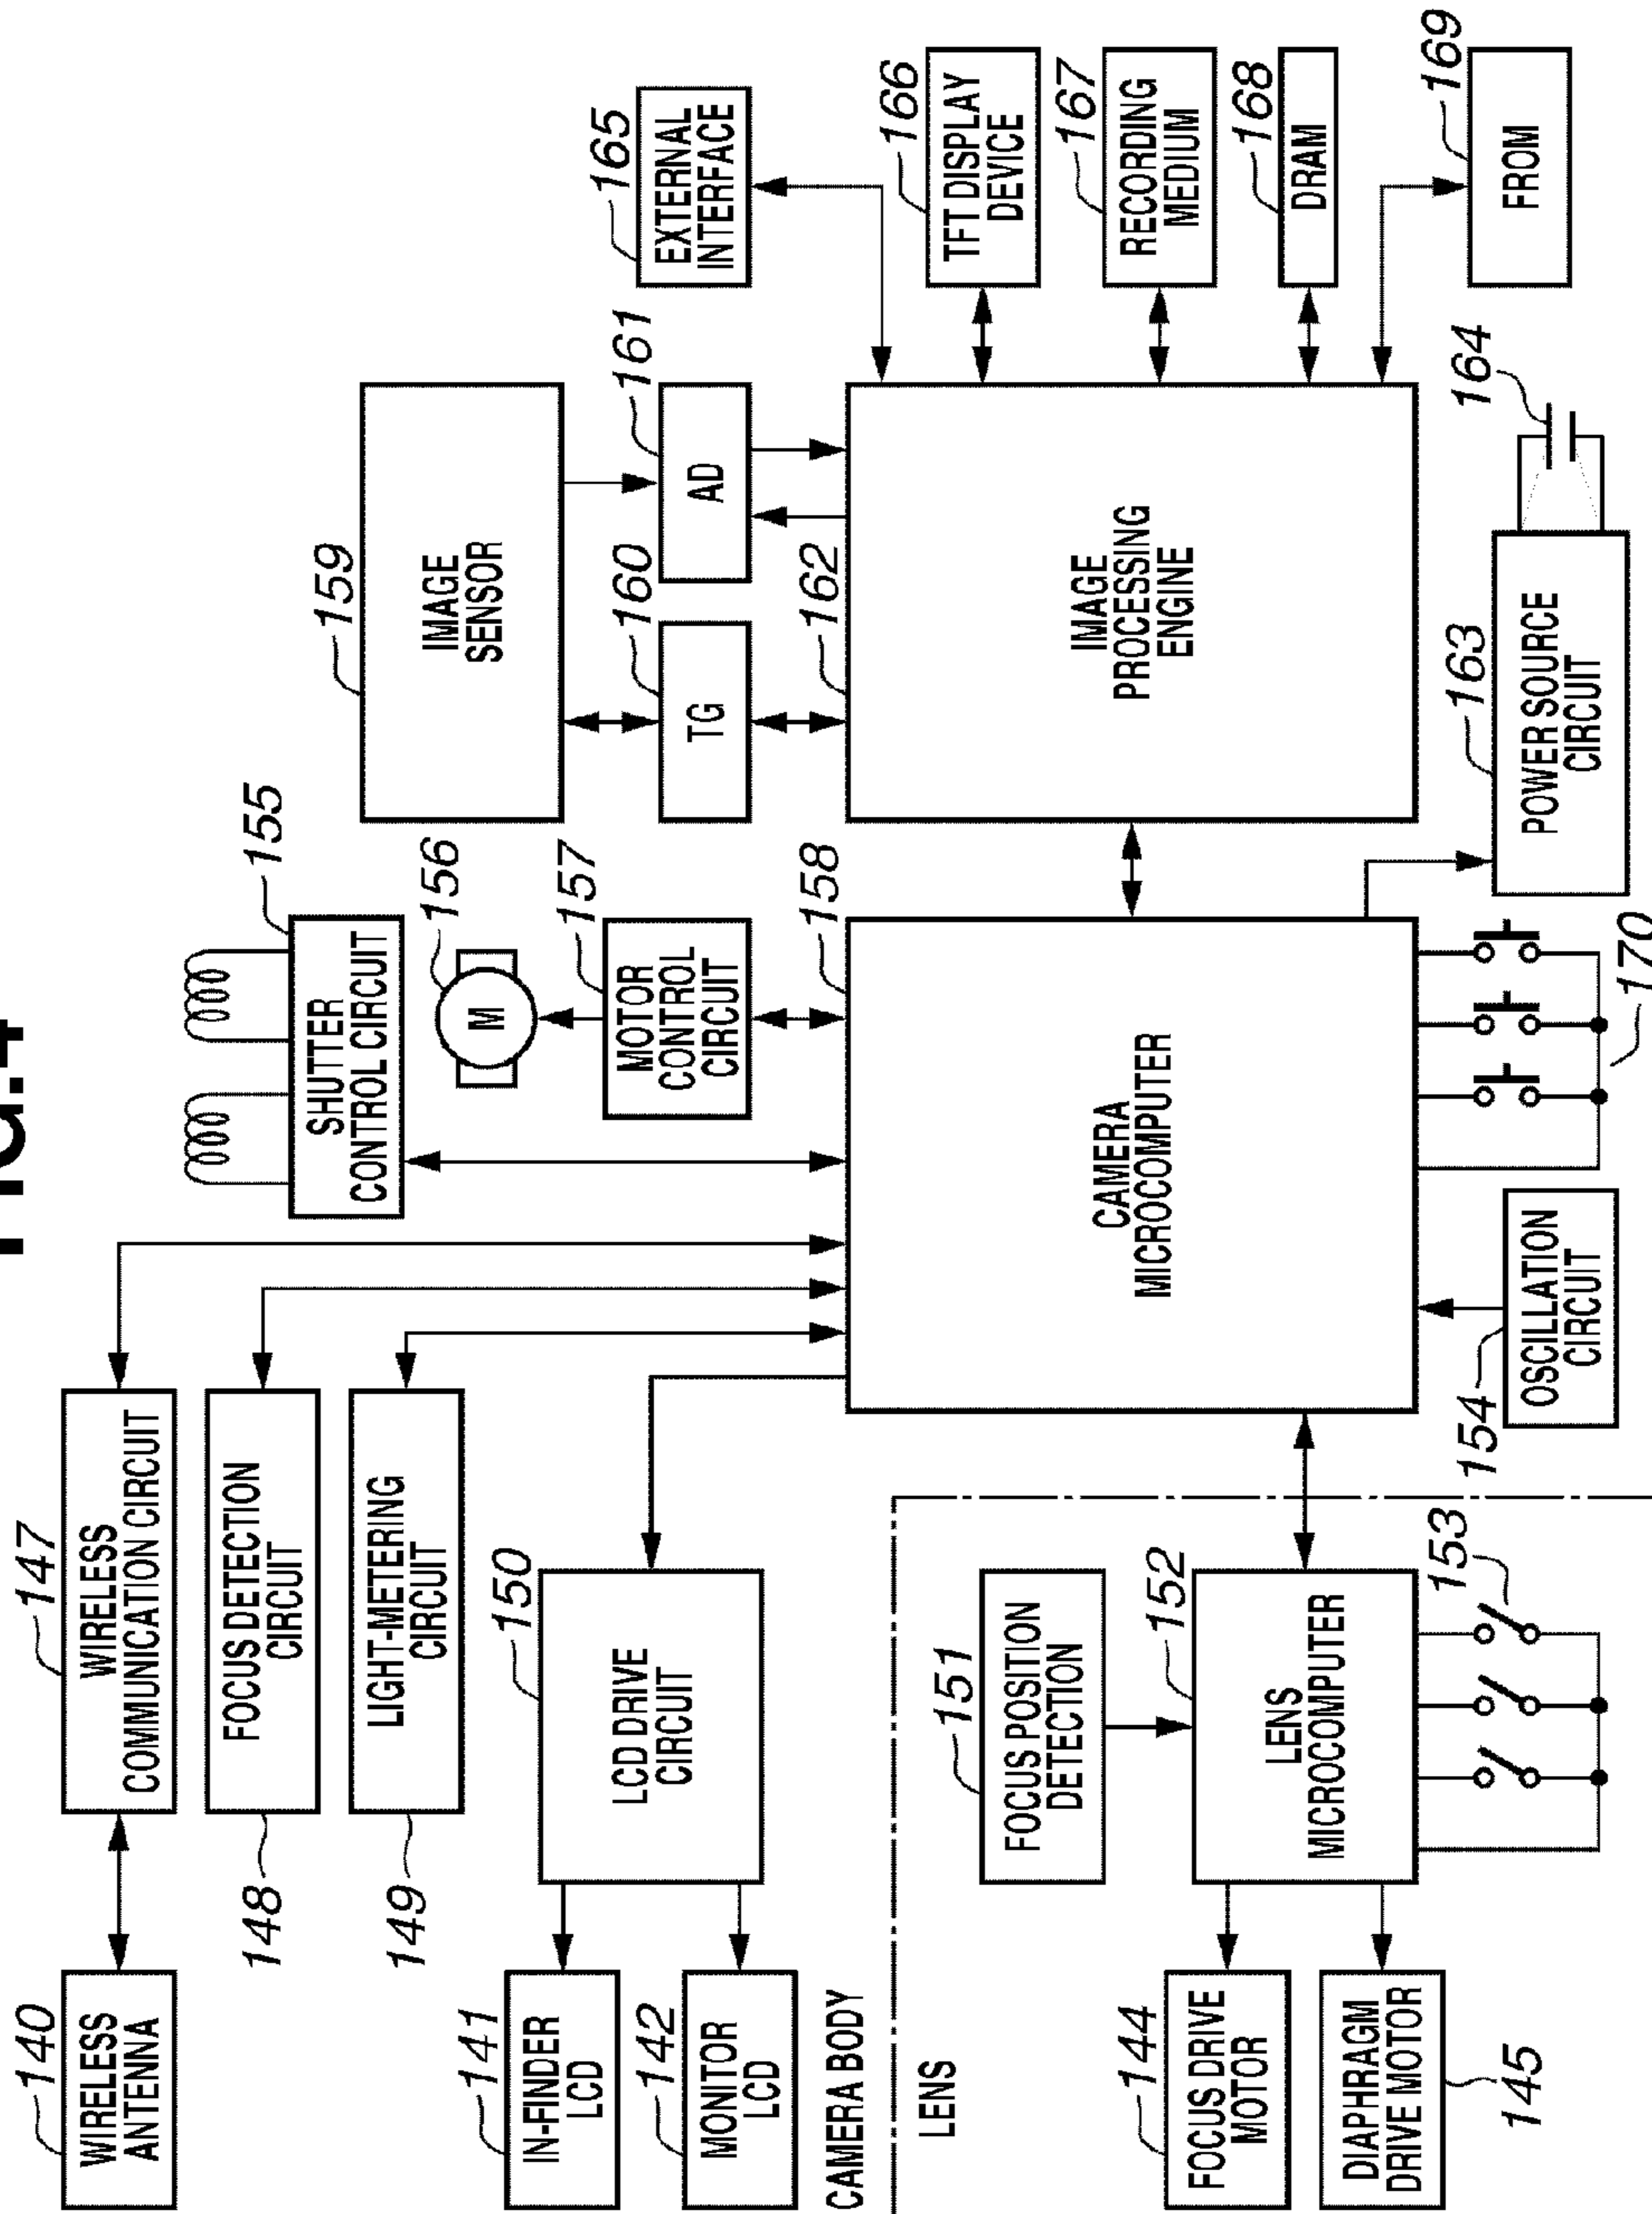 140
WIRELESS
ANTENNA
147
WIRELESS
COMMUNICATION CIRCUIT
FOCUS DETECTION
CIRCUIT
148
LIGHT-METERING
CIRCUIT
149
141
IN-FINDER
LCD
142
MONITOR
LCD
150
LCD DRIVE
CIRCUIT
CAMERA BODY
LENS
144
FOCUS DRIVE
MOTOR
DIAPHRAGM
DRIVE MOTOR
145
151
FOCUS POSITION
DETECTION
152
LENS
MICROCOMPUTER
153
154
OSCILLATION
CIRCUIT
155
SHUTTER
CONTROL CIRCUIT
156
M
157
MOTOR
CONTROL
CIRCUIT
158
CAMERA
MICROCOMPUTER
170
159
IMAGE
SENSOR
160
TG
161
AD
162
IMAGE
PROCESSING
ENGINE
163
POWER SOURCE
CIRCUIT
164
165
EXTERNAL
INTERFACE
166
TFT DISPLAY
DEVICE
167
RECORDING
MEDIUM
168
DRAM
169
FROM